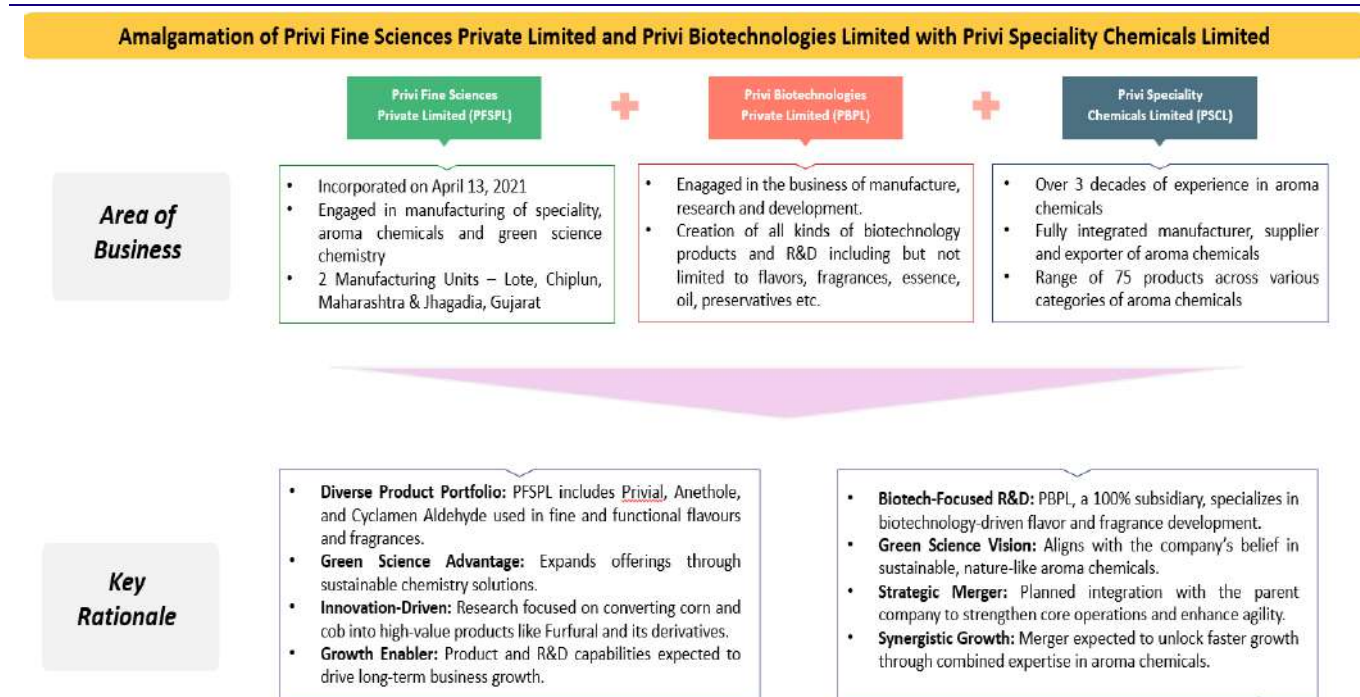 Amalgamation of Privi Fine Sciences Private Limited and Privi Biotechnologies Limited with Privi Speciality Chemicals Limited
Privi Fine Sciences
Private Limited (PFSPL)
Privi Biotechnologies
Private Limited (PBPL)
Privi Speciality
Chemicals Limited (PSCL)
Area of
Business
• Incorporated on April 13, 2021
• Engaged in manufacturing of speciality,
aroma chemicals and green science
chemistry
• 2 Manufacturing Units – Lote, Chiplun,
Maharashtra & Jhagadia, Gujarat
• Enagaged in the business of manufacture,
research and development.
• Creation of all kinds of biotechnology
products and R&D including but not
limited to flavors, fragrances, essence,
oil, preservatives etc.
• Over 3 decades of experience in aroma
chemicals
• Fully integrated manufacturer, supplier
and exporter of aroma chemicals
• Range of 75 products across various
categories of aroma chemicals
Key
Rationale
• Diverse Product Portfolio: PFSPL includes Privial, Anethole,
and Cyclamen Aldehyde used in fine and functional flavours
and fragrances.
• Green Science Advantage: Expands offerings through
sustainable chemistry solutions.
• Innovation-Driven: Research focused on converting corn and
cob into high-value products like Furfural and its derivatives.
• Growth Enabler: Product and R&D capabilities expected to
drive long-term business growth.
• Biotech-Focused R&D: PBPL, a 100% subsidiary, specializes in
biotechnology-driven flavor and fragrance development.
• Green Science Vision: Aligns with the company's belief in
sustainable, nature-like aroma chemicals.
• Strategic Merger: Planned integration with the parent
company to strengthen core operations and enhance agility.
• Synergistic Growth: Merger expected to unlock faster growth
through combined expertise in aroma chemicals.